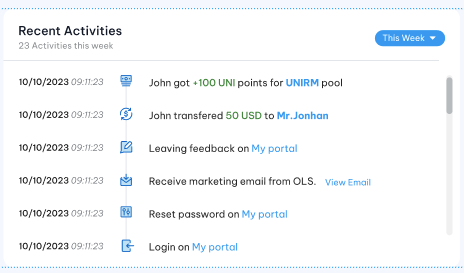 Recent Activities
23 Activities this week
This Week
10/10/2023 09:11:23 John got +100 UNI points for UNIRM pool
10/10/2023 09:11:23 John transfered 50 USD to Mr.Jonhan
10/10/2023 09:11:23 Leaving feedback on My portal
10/10/2023 09:11:23 Receive marketing email from OLS. View Email
10/10/2023 09:11:23 Reset password on My portal
10/10/2023 09:11:23 Login on My portal